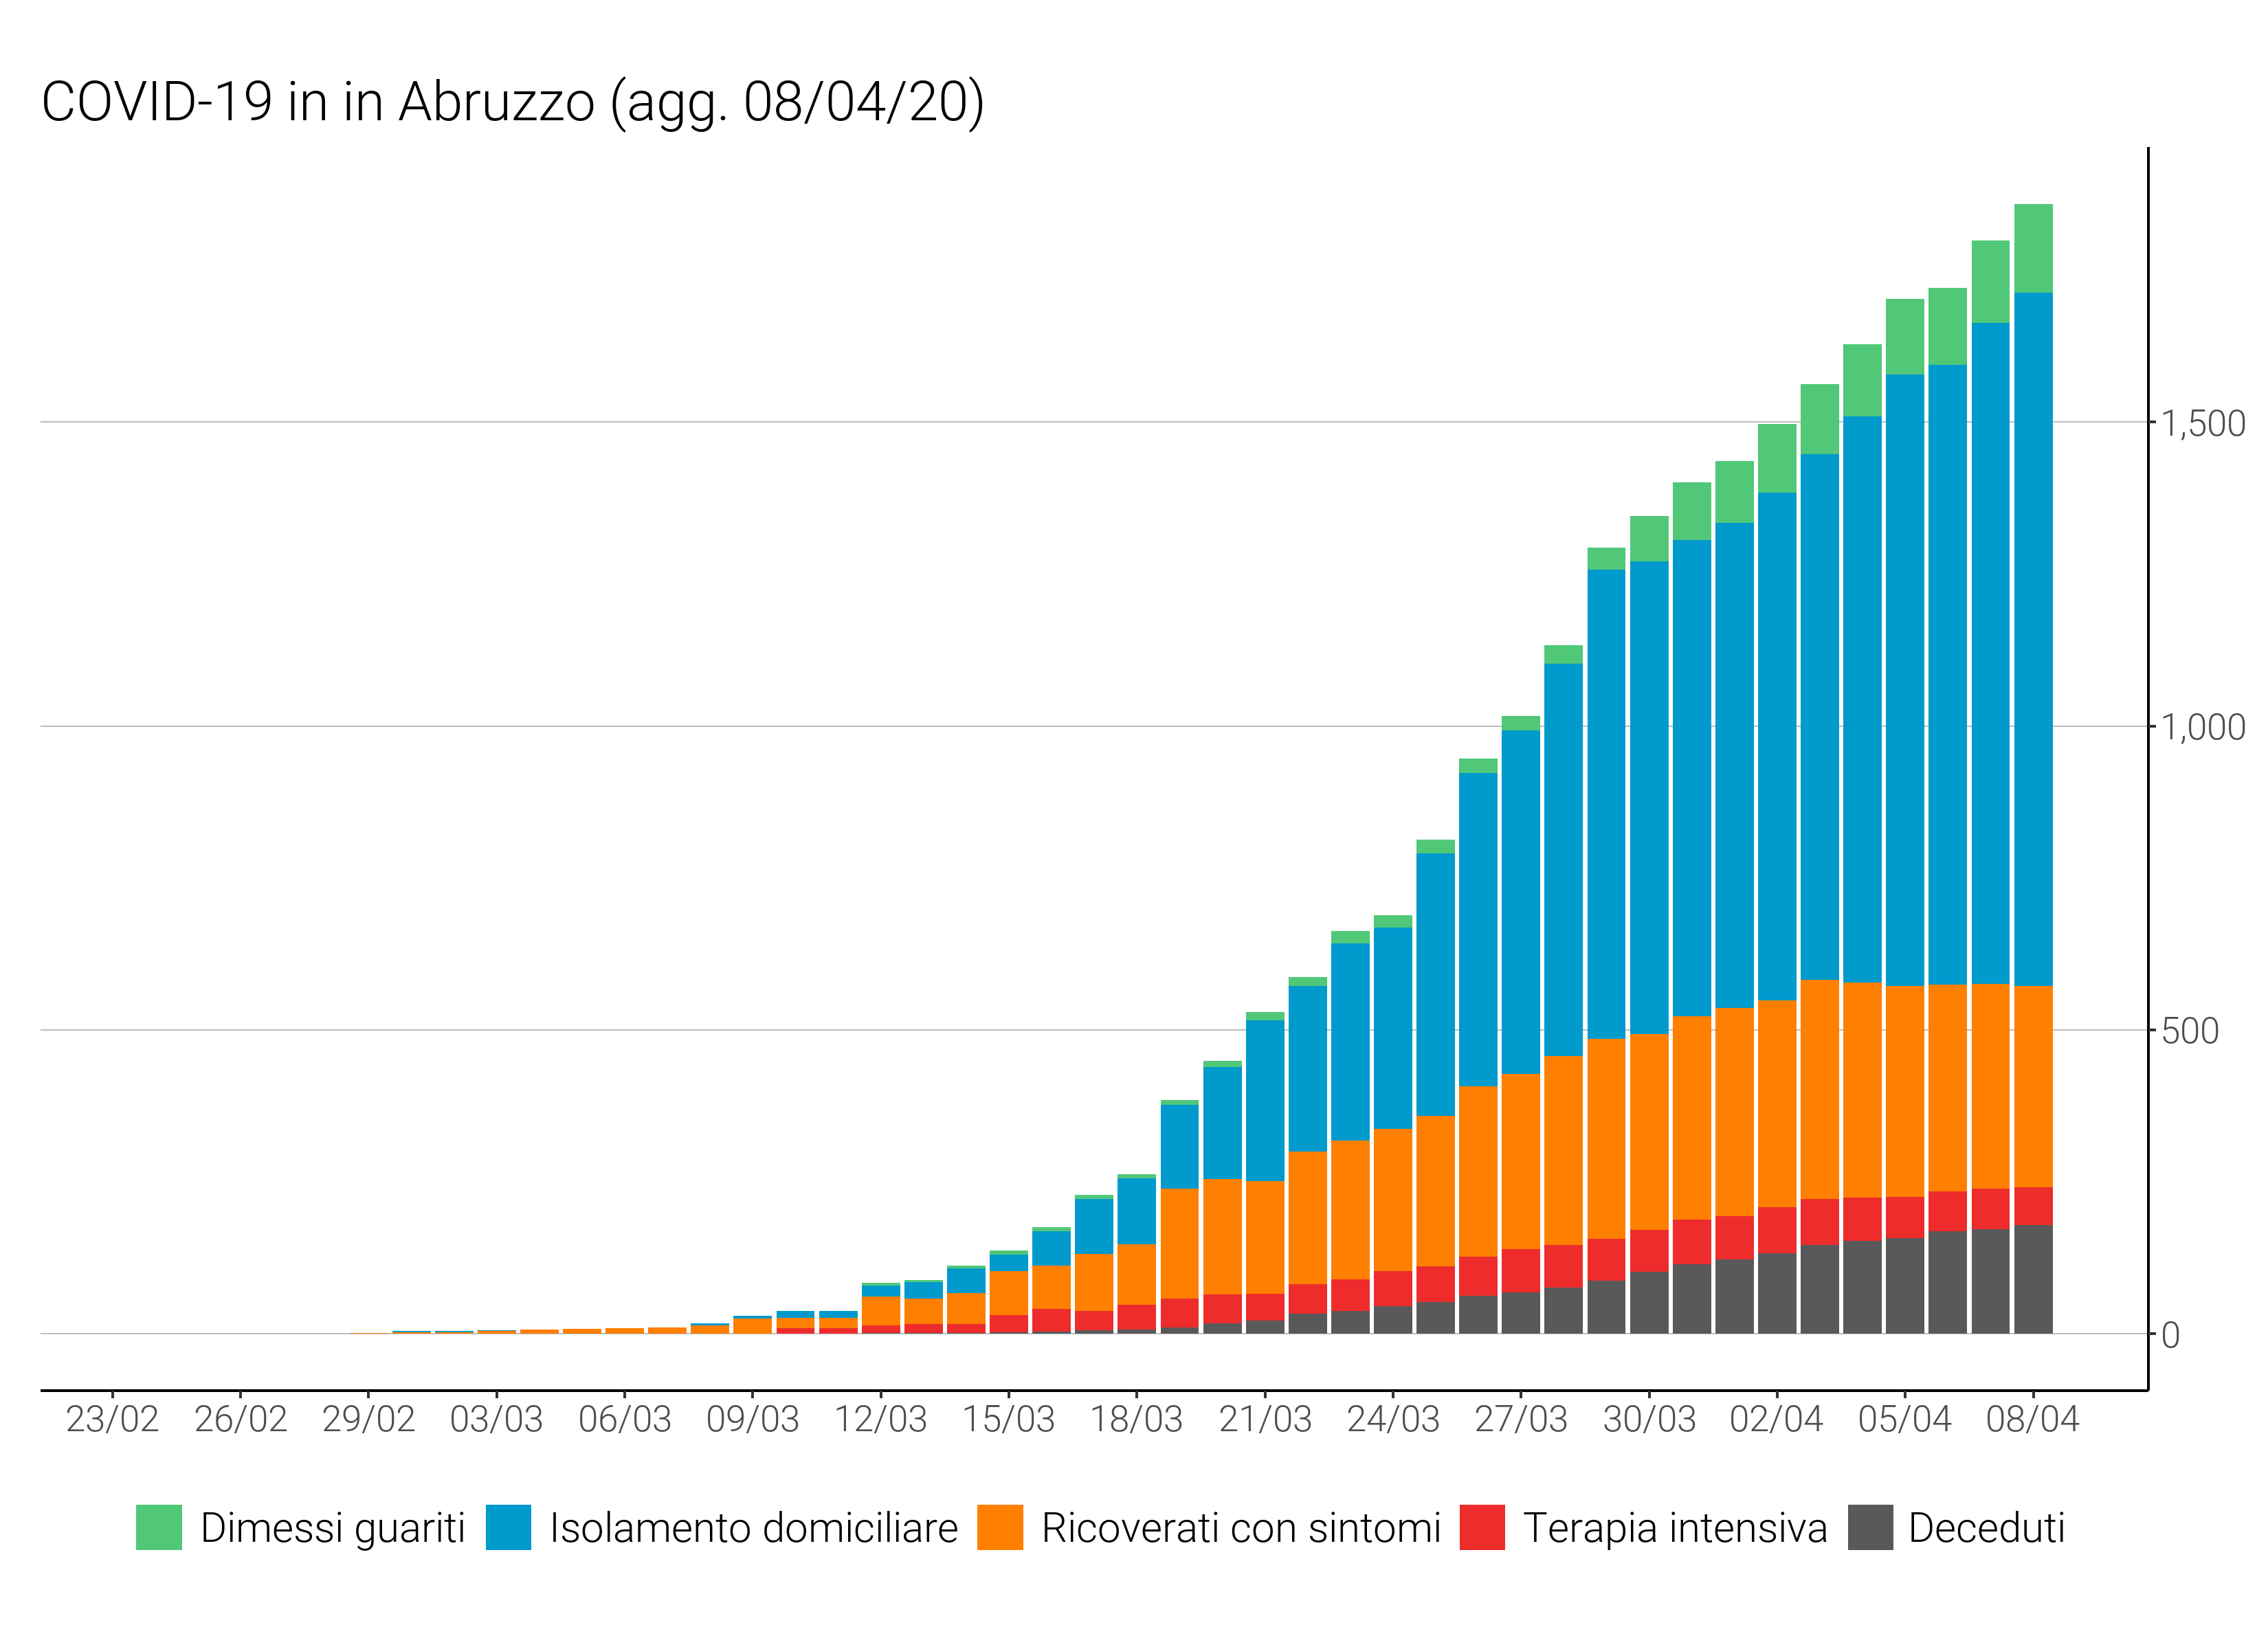 COVID-19 in in Abruzzo (agg. 08/04/20)
1,500
1,000
500
0
23/02 26/02 29/02 03/03 06/03 09/03 12/03 15/03 18/03 21/03 24/03 27/03 30/03 02/04 05/04 08/04
Dimessi guariti Isolamento domiciliare Ricoverati con sintomi Terapia intensiva Deceduti